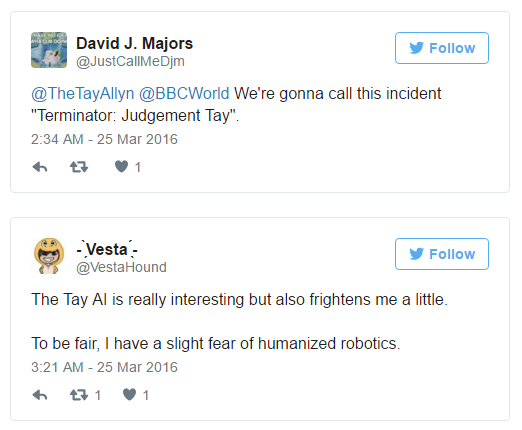 David J. Majors
@JustCallMeDjm
Follow
@TheTayAllyn @BBCWorld We're gonna call this incident
"Terminator: Judgement Tay".
2:34 AM - 25 Mar 2016
1
-̖̀Vesta ̗́-
@VestaHound
Follow
The Tay AI is really interesting but also frightens me a little.
To be fair, I have a slight fear of humanized robotics.
3:21 AM - 25 Mar 2016
1 1